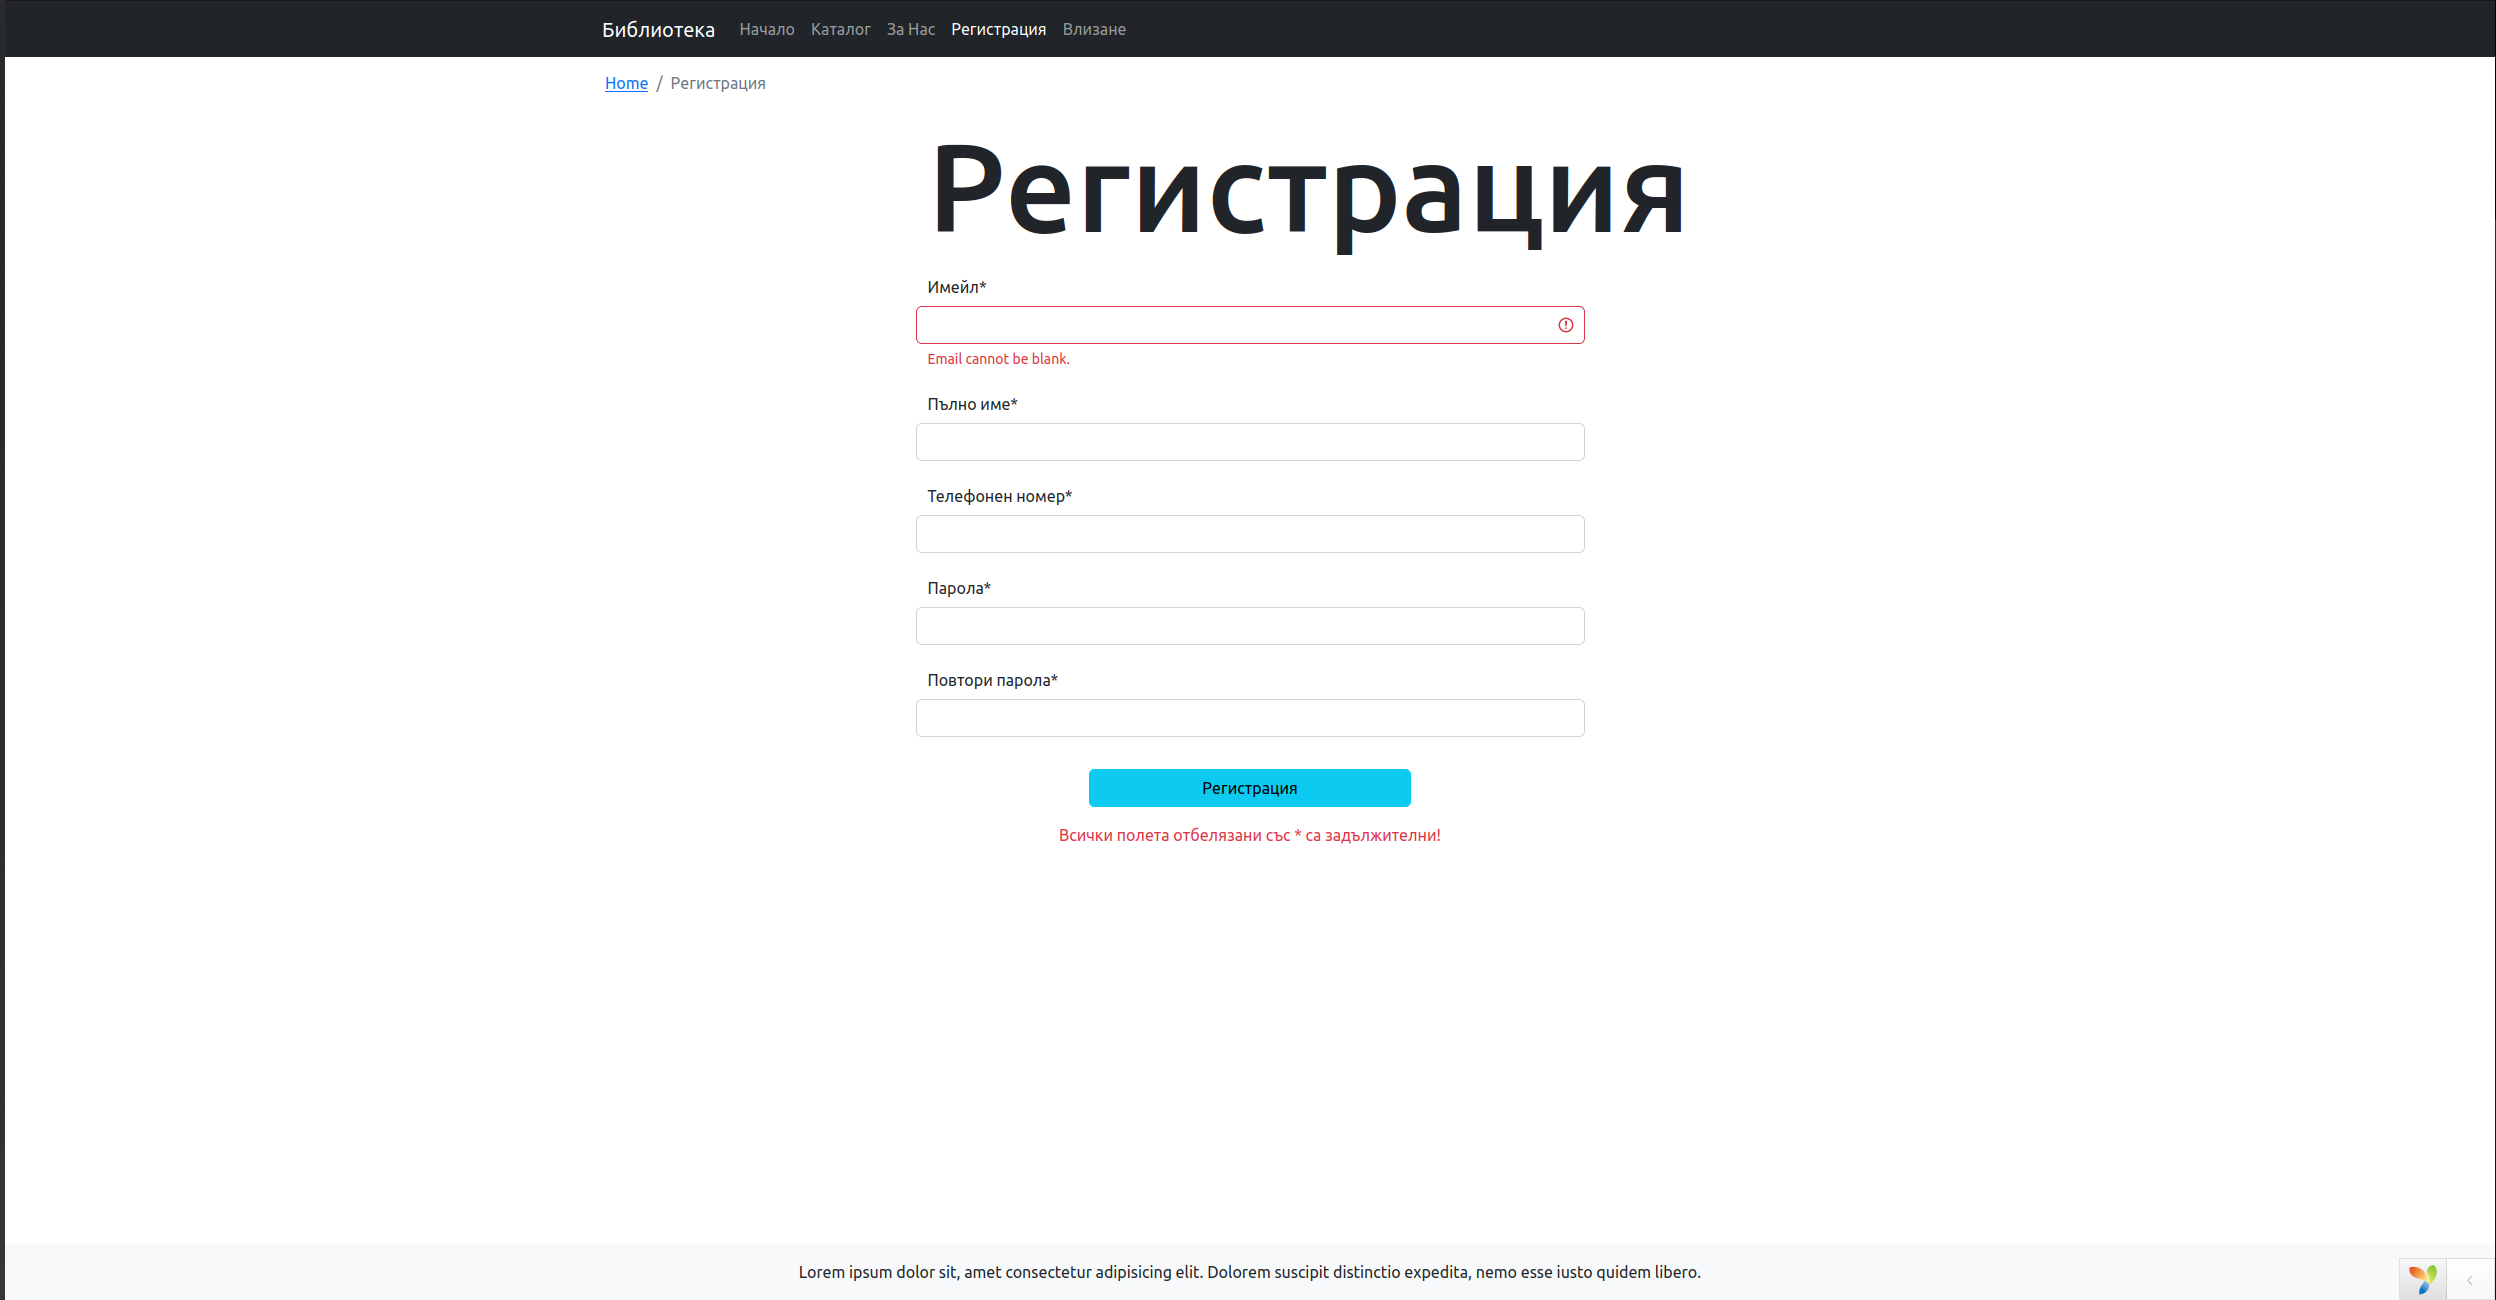 Библиотека Начало Каталог За Нас Регистрация Влизане
Home / Регистрация
Регистрация
Имейл*
Email cannot be blank.
Пълно име*
Телефонен номер*
Парола*
Повтори парола*
Регистрация
Всички полета отбелязани със * са задължителни!
Lorem ipsum dolor sit, amet consectetur adipisicing elit. Dolorem suscipit distinctio expedita, nemo esse iusto quidem libero.